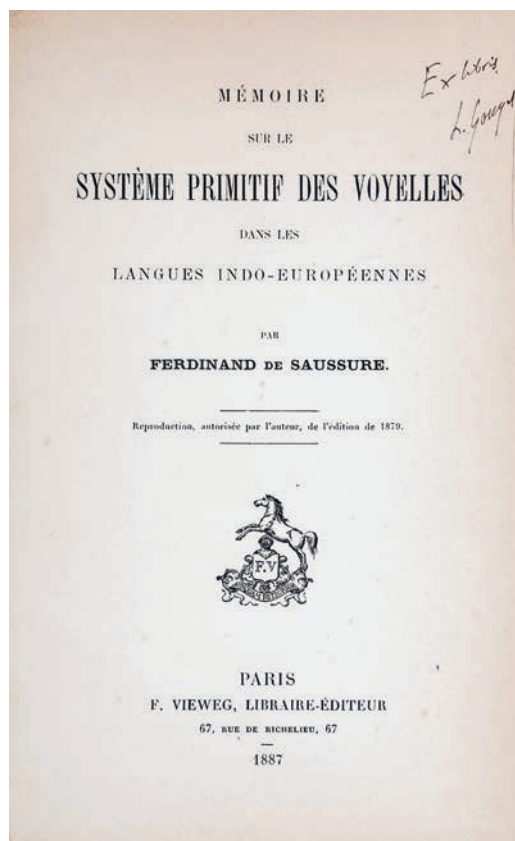 Ex libris
L.
MÉMOIRE
SUR LE
SYSTÈME PRIMITIF DES VOYELLES
DANS LES
LANGUES INDO-EUROPÉENNES
PAR
FERDINAND DE SAUSSURE.
Reproduction, autorisée par l'auteur, de l'édition de 1879.
F.V
PARIS
F. VIEWEG, LIBRAIRE-ÉDITEUR
67, RUE DE RICHELIEU, 67
1887